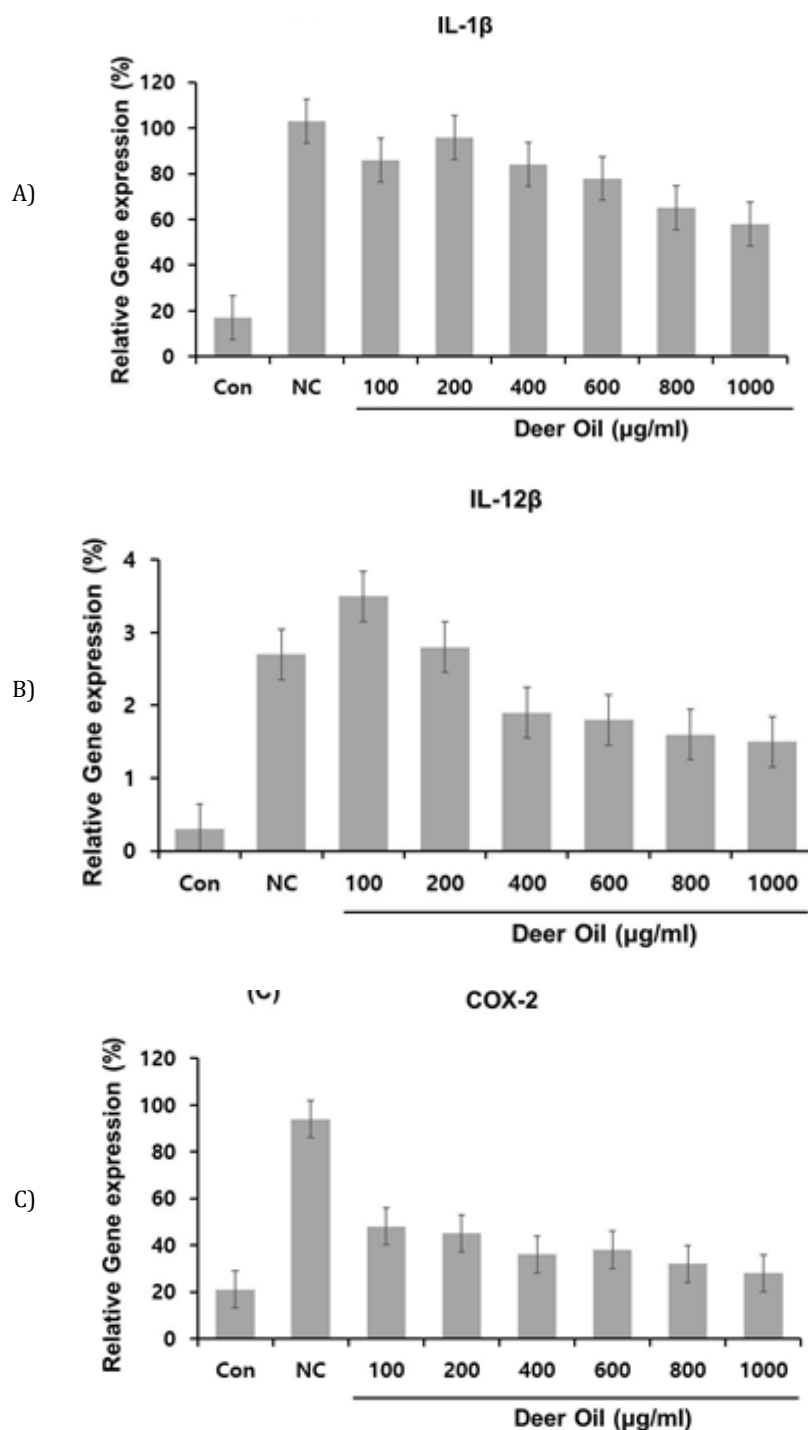 IL-1β
Relative Gene expression (%)
120
100
80
60
40
20
0
A)
Con NC 100 200 400 600 800 1000
Deer Oil (µg/ml)
IL-12β
Relative Gene expression (%)
4
3
2
1
0
B)
Con NC 100 200 400 600 800 1000
Deer Oil (µg/ml)
(C) COX-2
Relative Gene expression (%)
120
100
80
60
40
20
0
C)
Con NC 100 200 400 600 800 1000
Deer Oil (µg/ml)